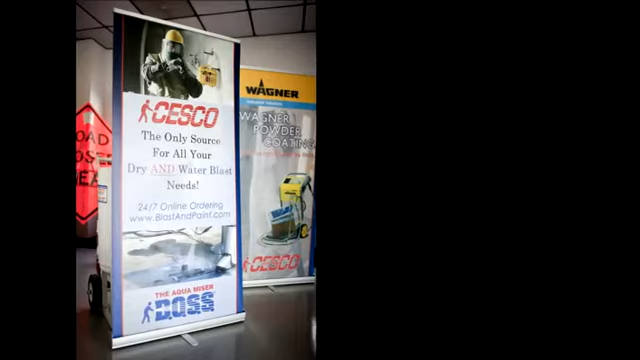 CESCO
The Only Source
For All Your
Dry AND Water Blast
Needs!
24/7 Online Ordering
www.BlastAndPaint.com
THE AQUA MISER
B.O.S.S.
WAGNER
WAGNER
POWDER
COATING
CESCO
ROAD